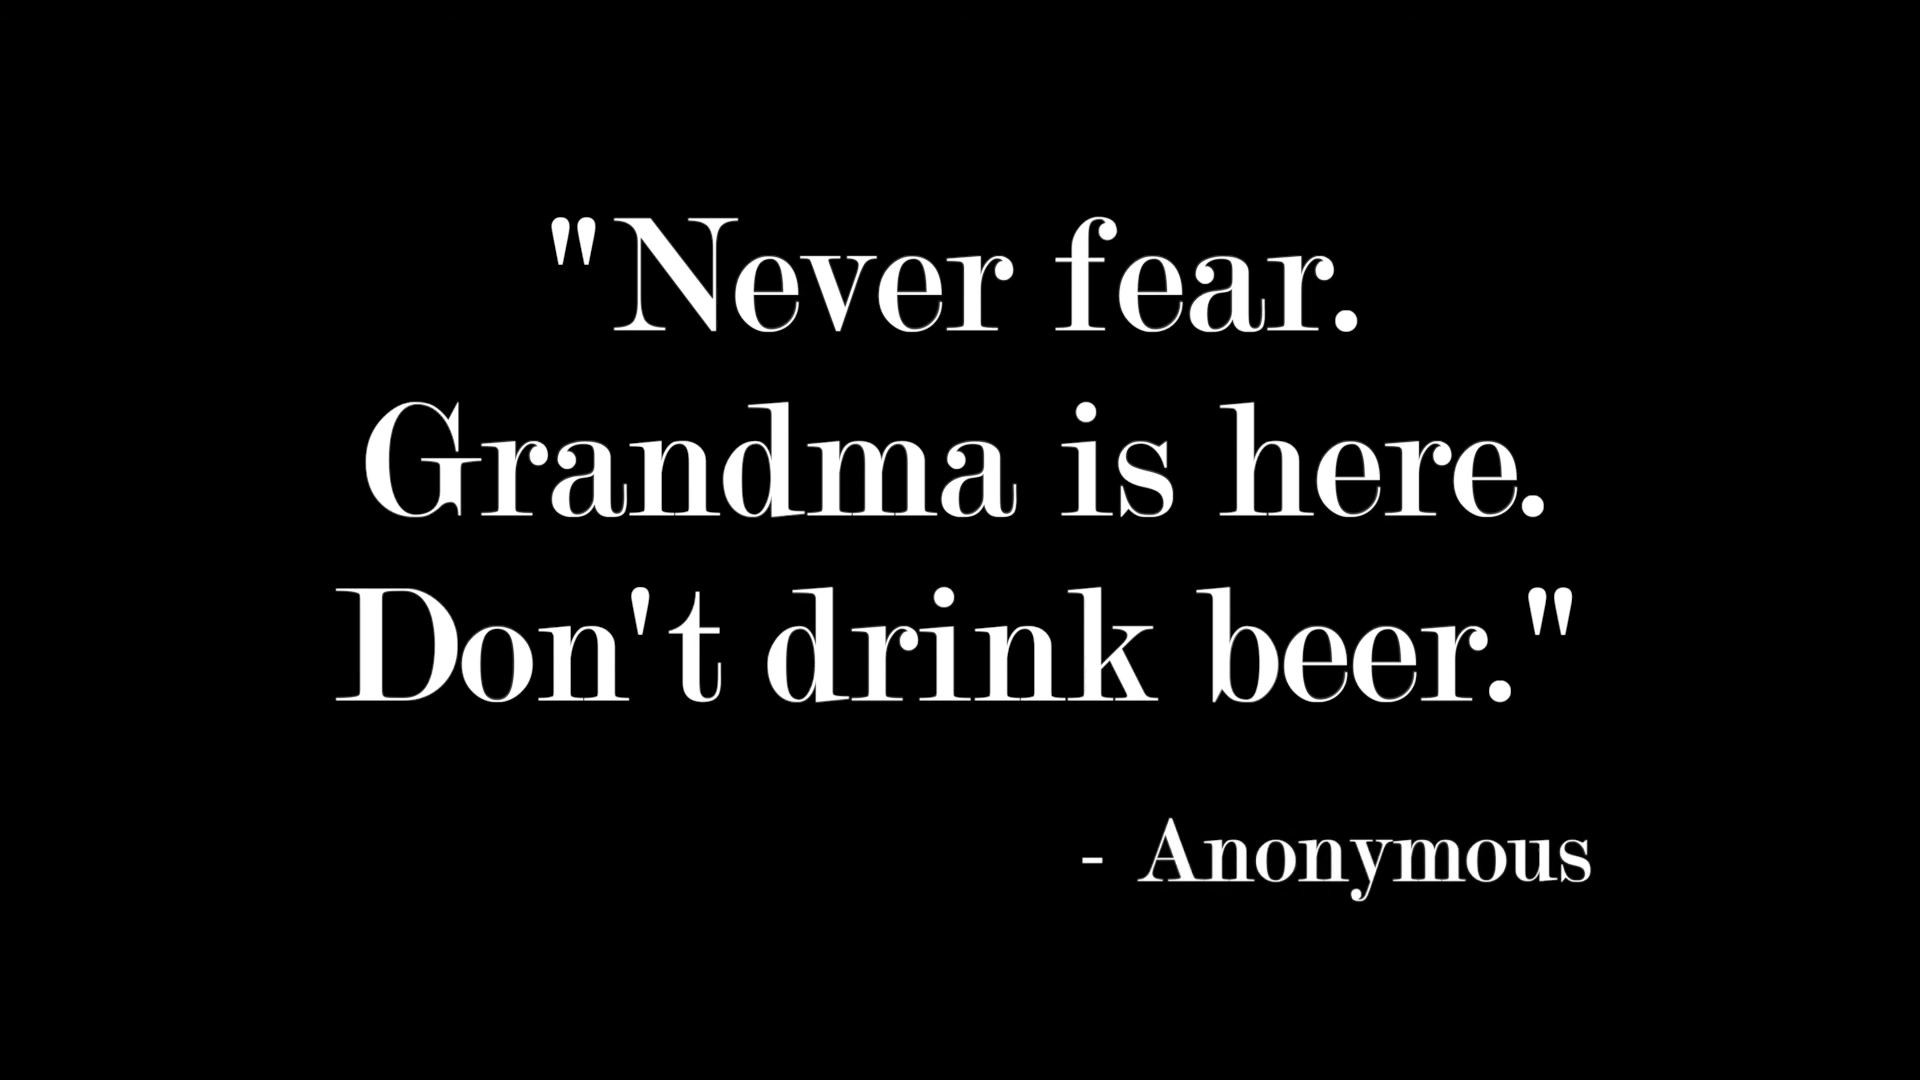 "Never fear.
Grandma is here.
Don't drink beer."
- Anonymous